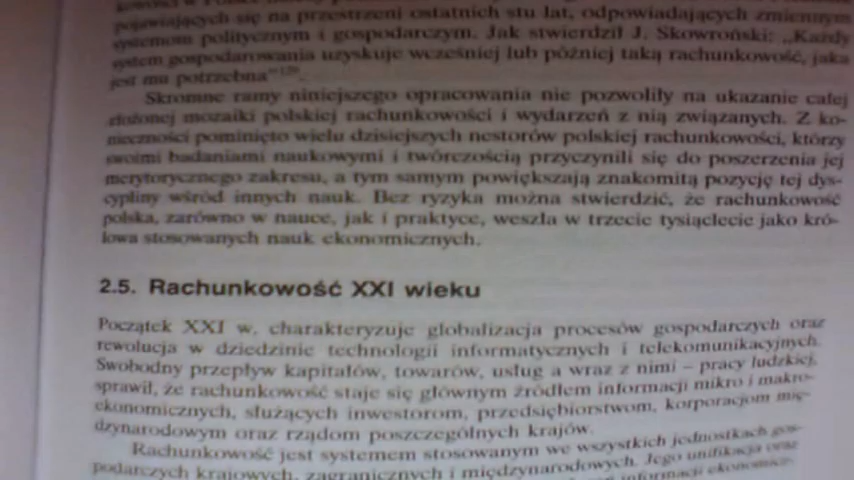 pojawiających się na przestrzeni ostatnich stu lat, odpowiadających zmiennym
systemom politycznym i gospodarczym. Jak stwierdził J. Skowroński: „Każdy
system gospodarowania uzyskuje wcześniej lub później taką rachunkowość, jaka
jest mu potrzebna”
Skromne ramy niniejszego opracowania nie pozwoliły na ukazanie całej
złożonej mozaiki polskiej rachunkowości i wydarzeń z nią związanych. Z ko-
nieczności pominięto wielu dzisiejszych nestorów polskiej rachunkowości, którzy
swoimi badaniami naukowymi i twórczością przyczynili się do poszerzenia jej
merytorycznego zakresu, a tym samym powiększają znakomitą pozycję tej dys-
cypliny wśród innych nauk. Bez ryzyka można stwierdzić, że rachunkowość
polska, zarówno w nauce, jak i praktyce, weszła w trzecie tysiąclecie jako kró-
lowa stosowanych nauk ekonomicznych.
2.5. Rachunkowość XXI wieku
Początek XXI w. charakteryzuje globalizacja procesów gospodarczych oraz
rewolucja w dziedzinie technologii informatycznych i telekomunikacyjnych.
Swobodny przepływ kapitałów, towarów, usług a wraz z nimi – pracy ludzkiej,
sprawił, że rachunkowość staje się głównym źródłem informacji mikro i makro-
ekonomicznych, służących inwestorom, przedsiębiorstwom, korporacjom mię-
dzynarodowym oraz rządom poszczególnych krajów.
Rachunkowość jest systemem stosowanym we wszystkich jednostkach gos-
podarczych krajowych, zagranicznych i międzynarodowych. Jego unifikacja oraz
informacji ekonomicz-